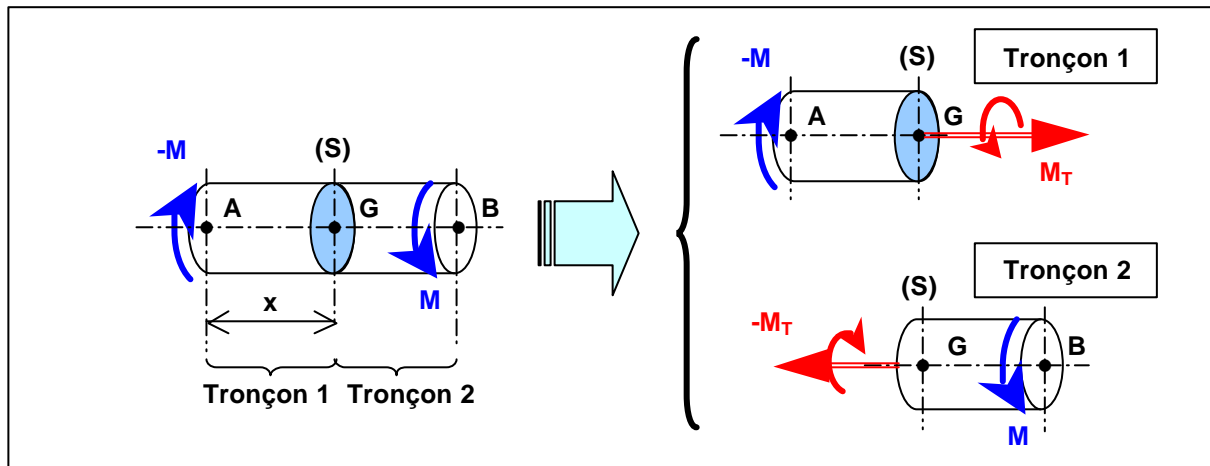 -M
(S)
A
G
B
M
x
Tronçon 1
Tronçon 2
Tronçon 1
-M
(S)
A
G
M_T
Tronçon 2
(S)
-M_T
G
B
M